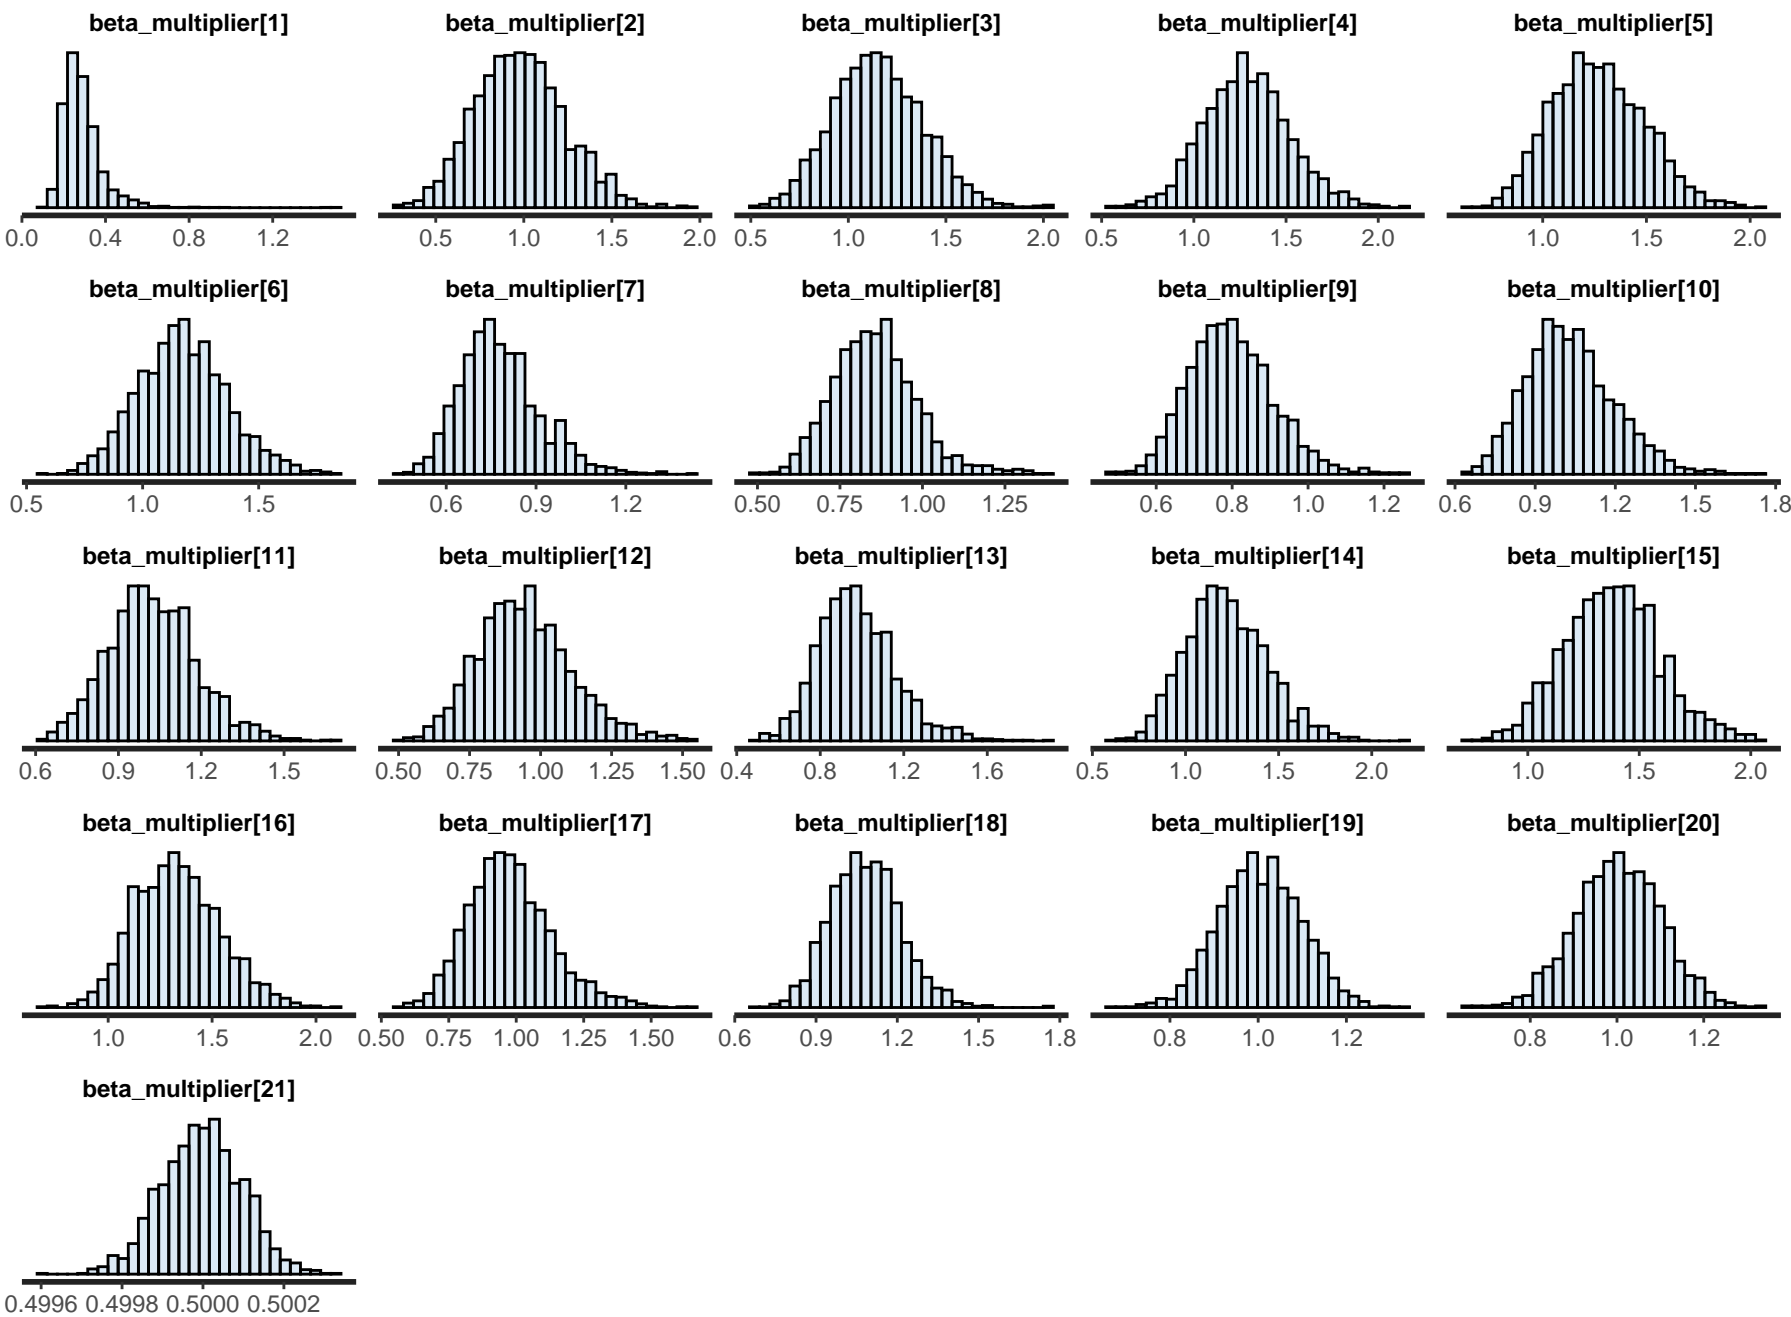 beta_multiplier[1] beta_multiplier[2] beta_multiplier[3] beta_multiplier[4] beta_multiplier[5]
0.0 0.4 0.8 1.2 0.5 1.0 1.5 2.0 0.5 1.0 1.5 2.0 0.5 1.0 1.5 2.0 1.0 1.5 2.0
beta_multiplier[6] beta_multiplier[7] beta_multiplier[8] beta_multiplier[9] beta_multiplier[10]
0.5 1.0 1.5 0.6 0.9 1.2 0.50 0.75 1.00 1.25 0.6 0.8 1.0 1.2 0.6 0.9 1.2 1.5 1.8
beta_multiplier[11] beta_multiplier[12] beta_multiplier[13] beta_multiplier[14] beta_multiplier[15]
0.6 0.9 1.2 1.5 0.50 0.75 1.00 1.25 1.50 0.4 0.8 1.2 1.6 0.5 1.0 1.5 2.0 1.0 1.5 2.0
beta_multiplier[16] beta_multiplier[17] beta_multiplier[18] beta_multiplier[19] beta_multiplier[20]
1.0 1.5 2.0 0.50 0.75 1.00 1.25 1.50 0.6 0.9 1.2 1.5 1.8 0.8 1.0 1.2 0.8 1.0 1.2
beta_multiplier[21]
0.4996 0.4998 0.5000 0.5002